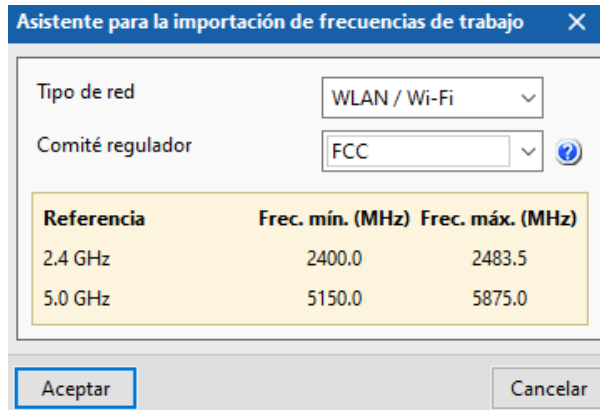 Asistente para la importación de frecuencias de trabajo
Tipo de red WLAN / Wi-Fi
Comité regulador FCC
Referencia Frec. mín. (MHz) Frec. máx. (MHz)
2.4 GHz 2400.0 2483.5
5.0 GHz 5150.0 5875.0
Aceptar Cancelar